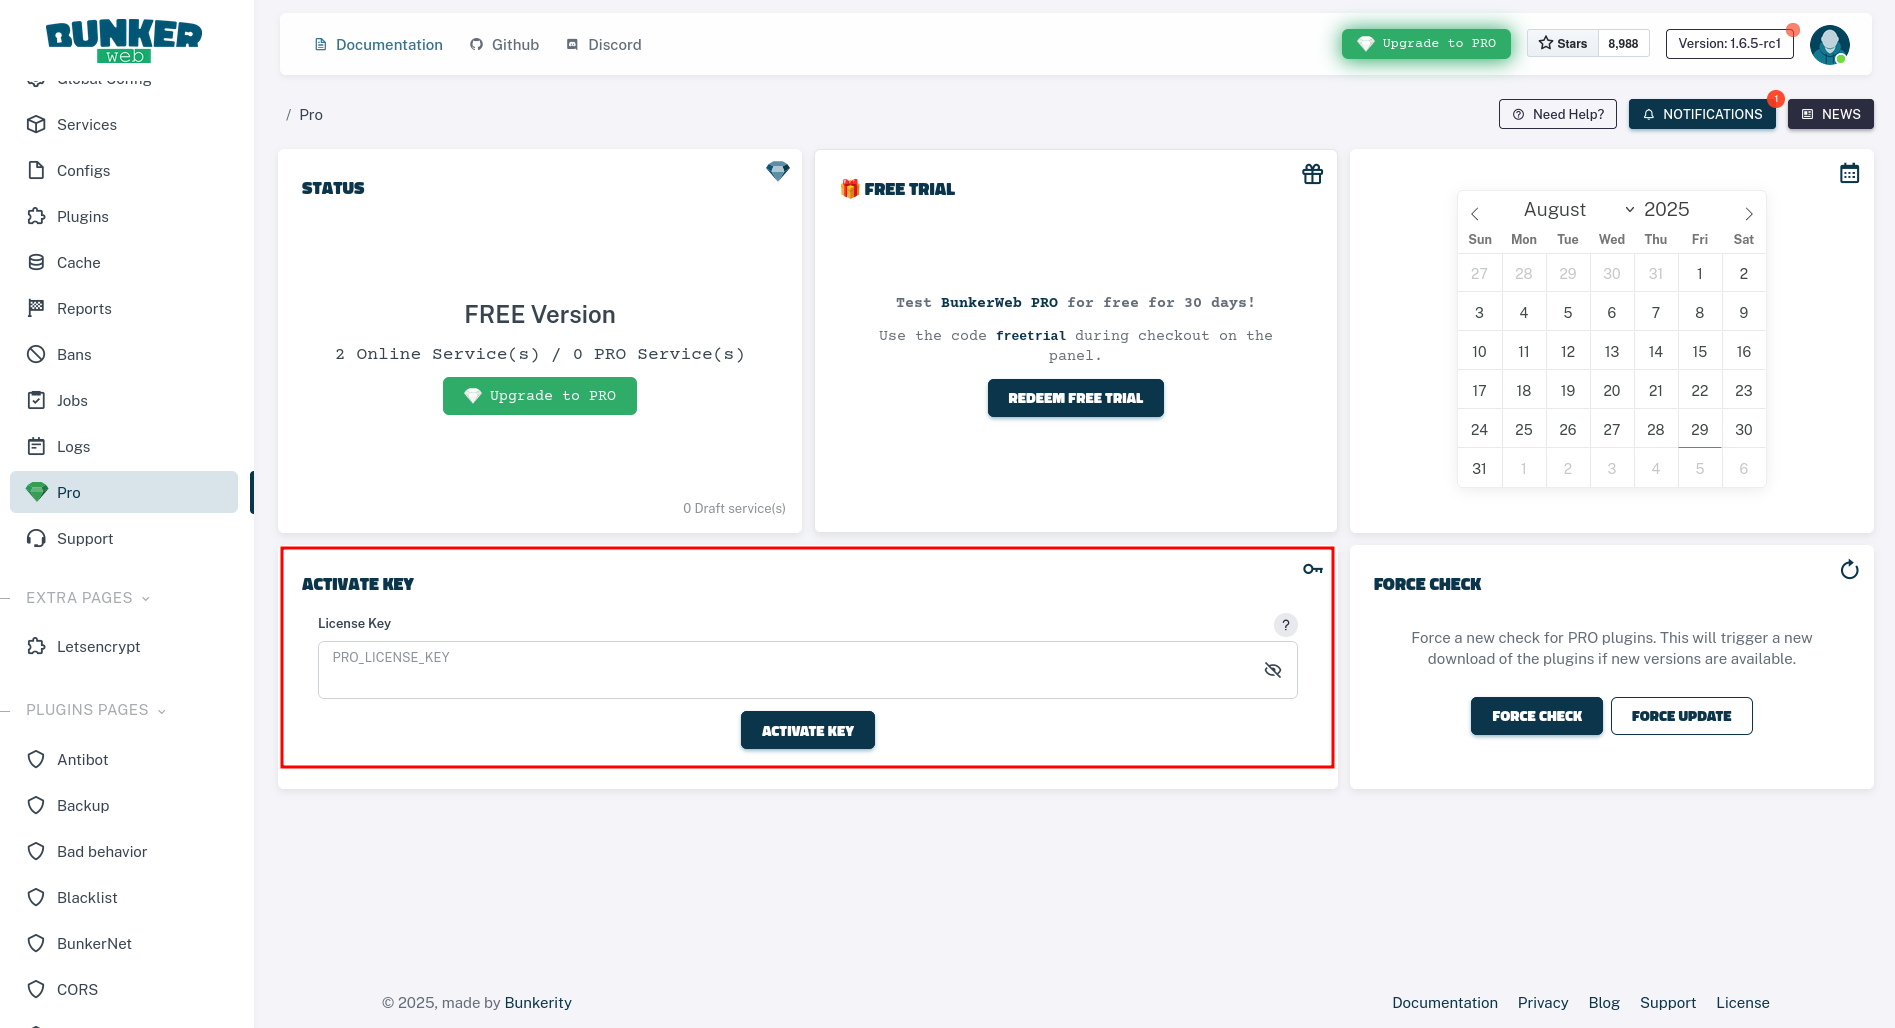 BUNKER
web
Global Config
Services
Configs
Plugins
Cache
Reports
Bans
Jobs
Logs
Pro
Support
EXTRA PAGES
Letsencrypt
PLUGINS PAGES
Antibot
Backup
Bad behavior
Blacklist
BunkerNet
CORS
Documentation Github Discord
Upgrade to PRO Stars 8,988 Version: 1.6.5-rc1
/ Pro
Need Help? NOTIFICATIONS 1 NEWS
STATUS
FREE Version
2 Online Service(s) / 0 PRO Service(s)
Upgrade to PRO
0 Draft service(s)
🎁 FREE TRIAL
Test BunkerWeb PRO for free for 30 days!
Use the code freetrial during checkout on the
panel.
REDEEM FREE TRIAL
August 2025
Sun Mon Tue Wed Thu Fri Sat
27 28 29 30 31 1 2
3 4 5 6 7 8 9
10 11 12 13 14 15 16
17 18 19 20 21 22 23
24 25 26 27 28 29 30
31 1 2 3 4 5 6
ACTIVATE KEY
License Key ?
PRO_LICENSE_KEY
ACTIVATE KEY
FORCE CHECK
Force a new check for PRO plugins. This will trigger a new
download of the plugins if new versions are available.
FORCE CHECK FORCE UPDATE
© 2025, made by Bunkerity
Documentation Privacy Blog Support License